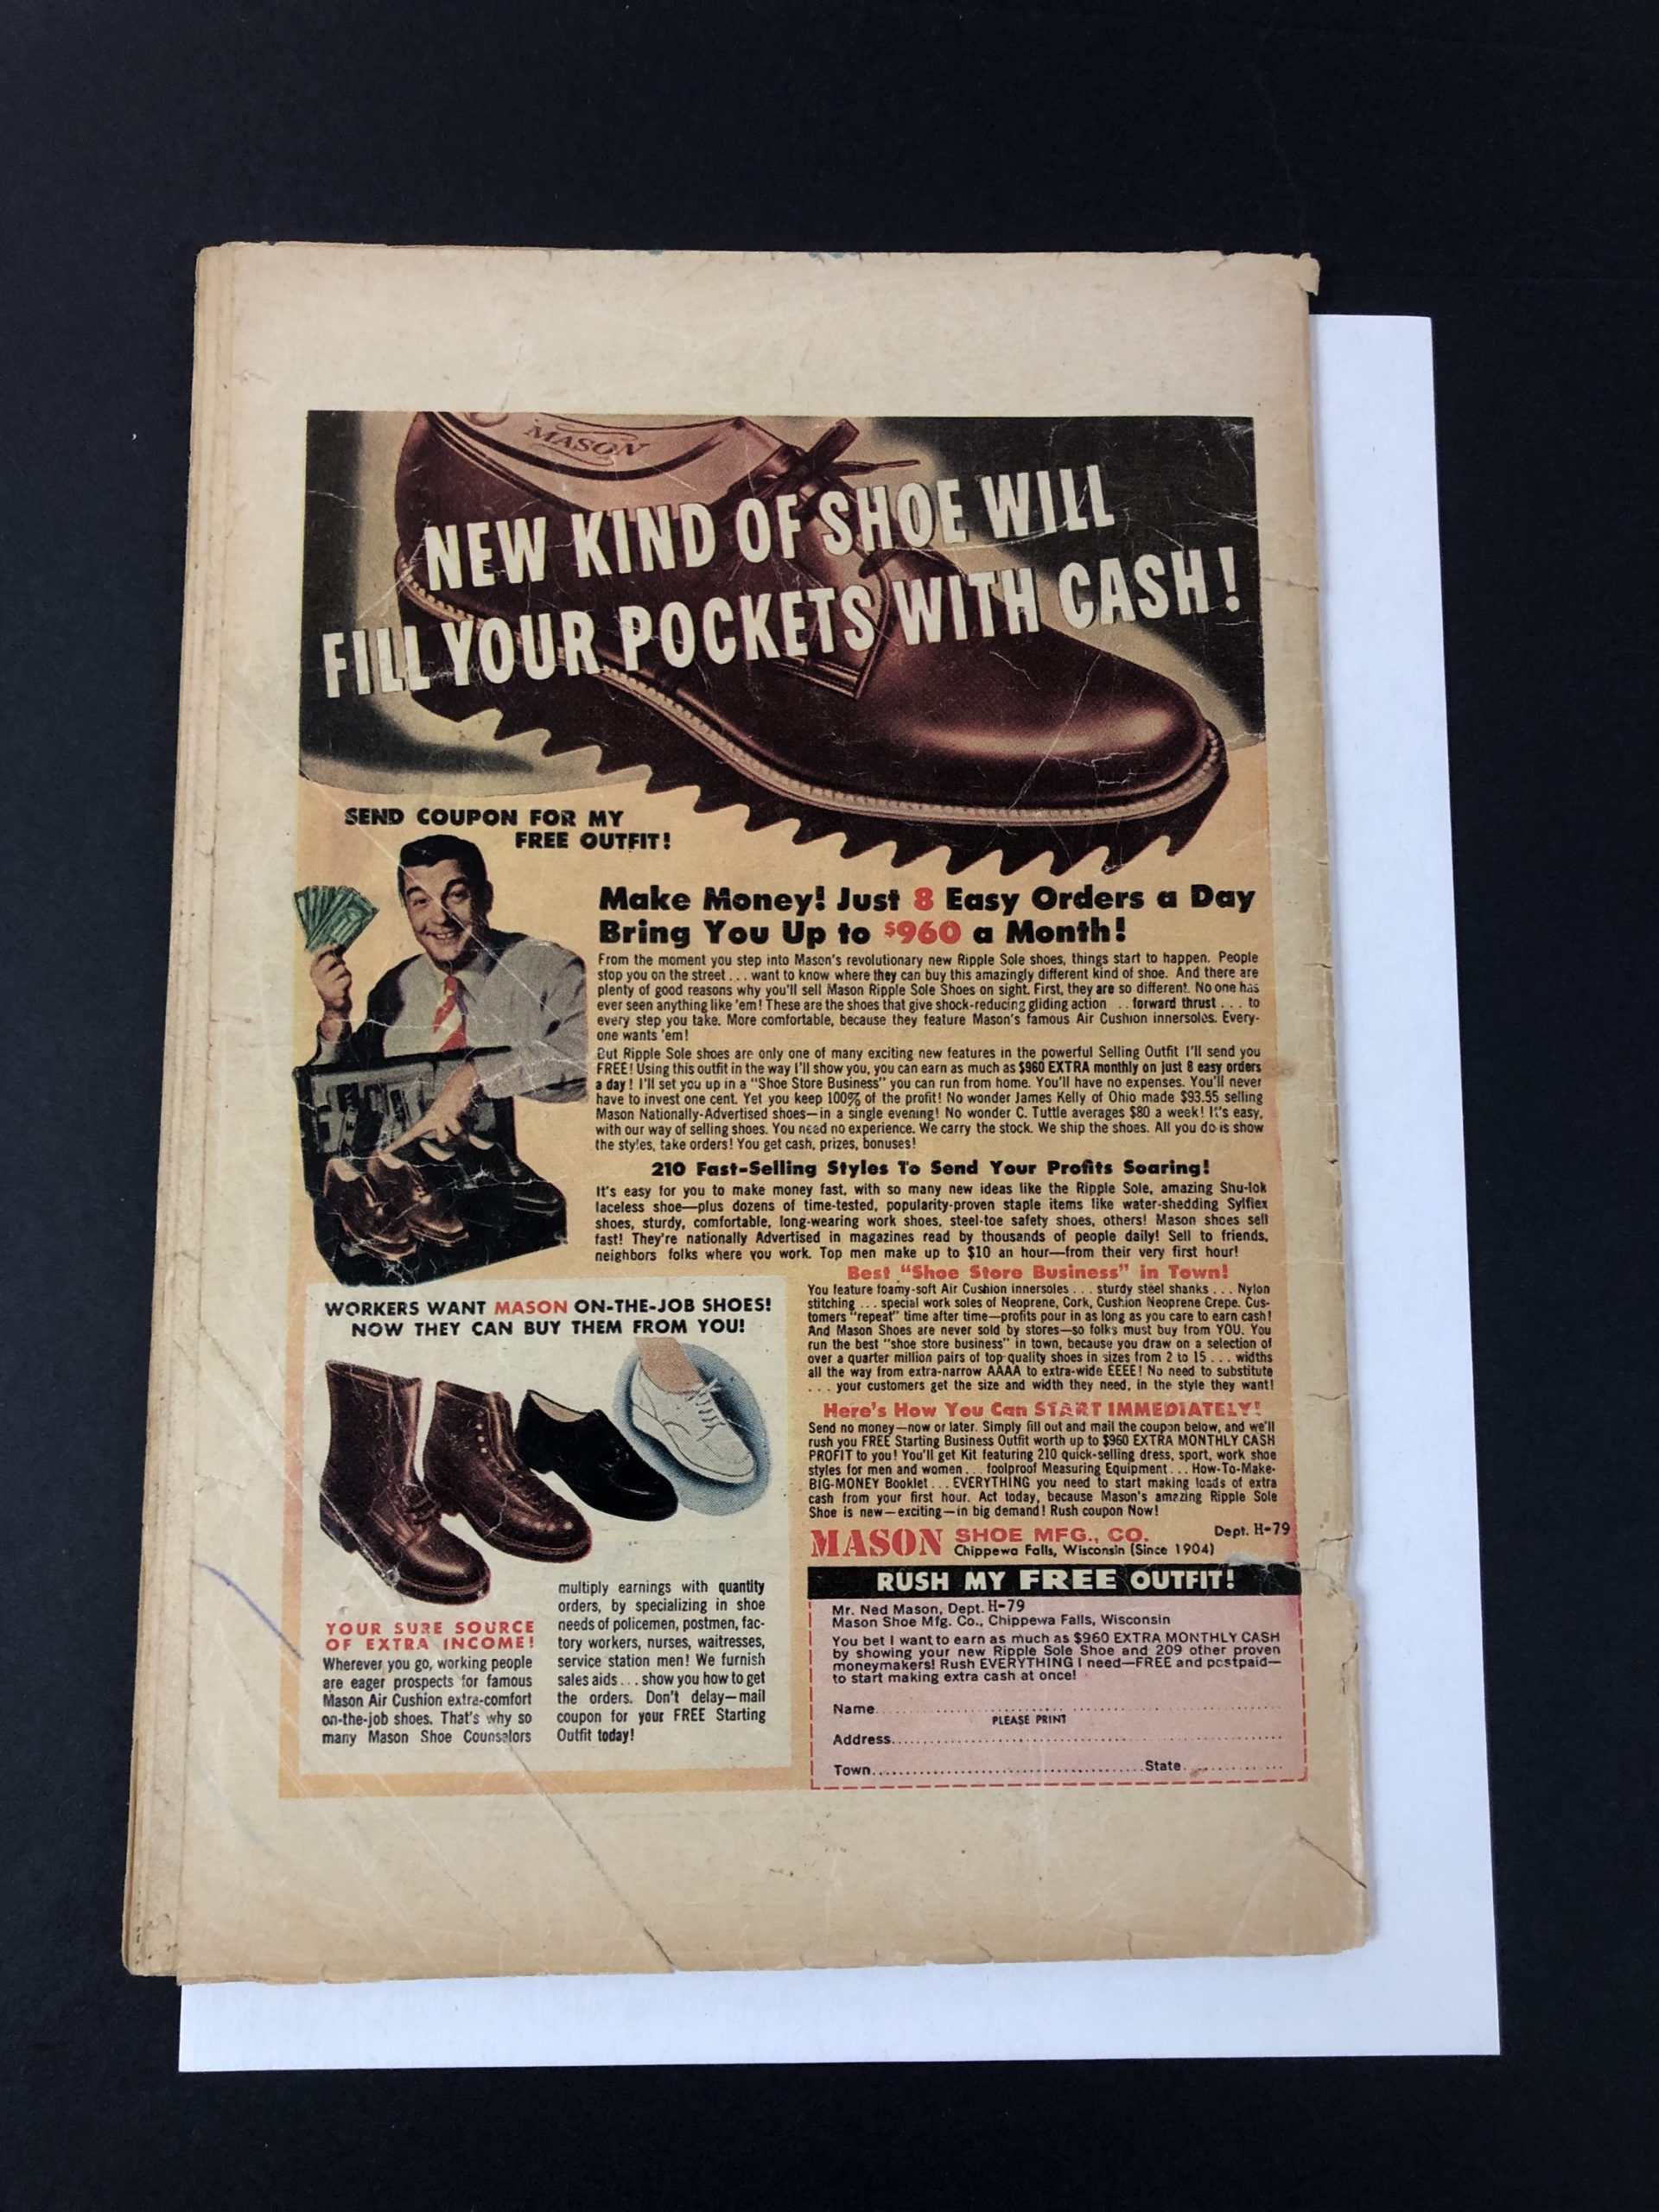 MASON
NEW KIND OF SHOE WILL
FILL YOUR POCKETS WITH CASH!
SEND COUPON FOR MY
FREE OUTFIT!
Make Money! Just 8 Easy Orders a Day
Bring You Up to $960 a Month!
From the moment you step into Mason's revolutionary new Ripple Sole shoes, things start to happen. People
stop you on the street . . . want to know where they can buy this amazingly different kind of shoe. And there are
plenty of good reasons why you'll sell Mason Ripple Sole Shoes on sight. First, they are so different. No one has
ever seen anything like 'em! These are the shoes that give shock-reducing gliding action . . forward thrust . . . to
every step you take. More comfortable, because they feature Mason's famous Air Cushion innersoles. Every-
one wants 'em!
But Ripple Sole shoes are only one of many exciting new features in the powerful Selling Outfit I'll send you
FREE! Using this outfit in the way I'll show you, you can earn as much as $960 EXTRA monthly on just 8 easy orders
a day! I'll set you up in a "Shoe Store Business" you can run from home. You'll have no expenses. You'll never
have to invest one cent. Yet you keep 100% of the profit! No wonder James Kelly of Ohio made $93.55 selling
Mason Nationally-Advertised shoes—in a single evening! No wonder C. Tuttle averages $80 a week! It's easy,
with our way of selling shoes. You need no experience. We carry the stock. We ship the shoes. All you do is show
the styles, take orders! You get cash, prizes, bonuses!
210 Fast-Selling Styles To Send Your Profits Soaring!
It's easy for you to make money fast, with so many new ideas like the Ripple Sole, amazing Shu-lok
laceless shoe—plus dozens of time-tested, popularity-proven staple items like water-shedding Sylflex
shoes, sturdy, comfortable, long-wearing work shoes, steel-toe safety shoes, others! Mason shoes sell
fast! They're nationally Advertised in magazines read by thousands of people daily! Sell to friends,
neighbors folks where you work. Top men make up to $10 an hour—from their very first hour!
Best "Shoe Store Business" in Town!
You feature foamy-soft Air Cushion innersoles . . . sturdy steel shanks . . . Nylon
stitching . . . special work soles of Neoprene, Cork, Cushion Neoprene Crepe. Cus-
tomers "repeat" time after time—profits pour in as long as you care to earn cash!
And Mason Shoes are never sold by stores—so folks must buy from YOU. You
run the best "shoe store business" in town, because you draw on a selection of
over a quarter million pairs of top quality shoes in sizes from 2 to 15 . . . widths
all the way from extra-narrow AAAA to extra-wide EEEE! No need to substitute
. . . your customers get the size and width they need, in the style they want!
Here's How You Can START IMMEDIATELY!
Send no money—now or later. Simply fill out and mail the coupon below, and we'll
rush you FREE Starting Business Outfit worth up to $960 EXTRA MONTHLY CASH
PROFIT to you! You'll get Kit featuring 210 quick-selling dress, sport, work shoe
styles for men and women . . . foolproof Measuring Equipment . . . How-To-Make-
BIG-MONEY Booklet . . . EVERYTHING you need to start making loads of extra
cash from your first hour. Act today, because Mason's amazing Ripple Sole
Shoe is new—exciting—in big demand! Rush coupon Now!
MASON SHOE MFG., CO. Dept. H-79
Chippewa Falls, Wisconsin (Since 1904)
WORKERS WANT MASON ON-THE-JOB SHOES!
NOW THEY CAN BUY THEM FROM YOU!
YOUR SURE SOURCE
OF EXTRA INCOME!
Wherever you go, working people
are eager prospects for famous
Mason Air Cushion extra-comfort
on-the-job shoes. That's why so
many Mason Shoe Counselors
multiply earnings with quantity
orders, by specializing in shoe
needs of policemen, postmen, fac-
tory workers, nurses, waitresses,
service station men! We furnish
sales aids . . . show you how to get
the orders. Don't delay—mail
coupon for your FREE Starting
Outfit today!
RUSH MY FREE OUTFIT!
Mr. Ned Mason, Dept. H-79
Mason Shoe Mfg. Co., Chippewa Falls, Wisconsin
You bet I want to earn as much as $960 EXTRA MONTHLY CASH
by showing your new Ripple Sole Shoe and 209 other proven
moneymakers! Rush EVERYTHING I need—FREE and postpaid—
to start making extra cash at once!
Name
PLEASE PRINT
Address
Town State